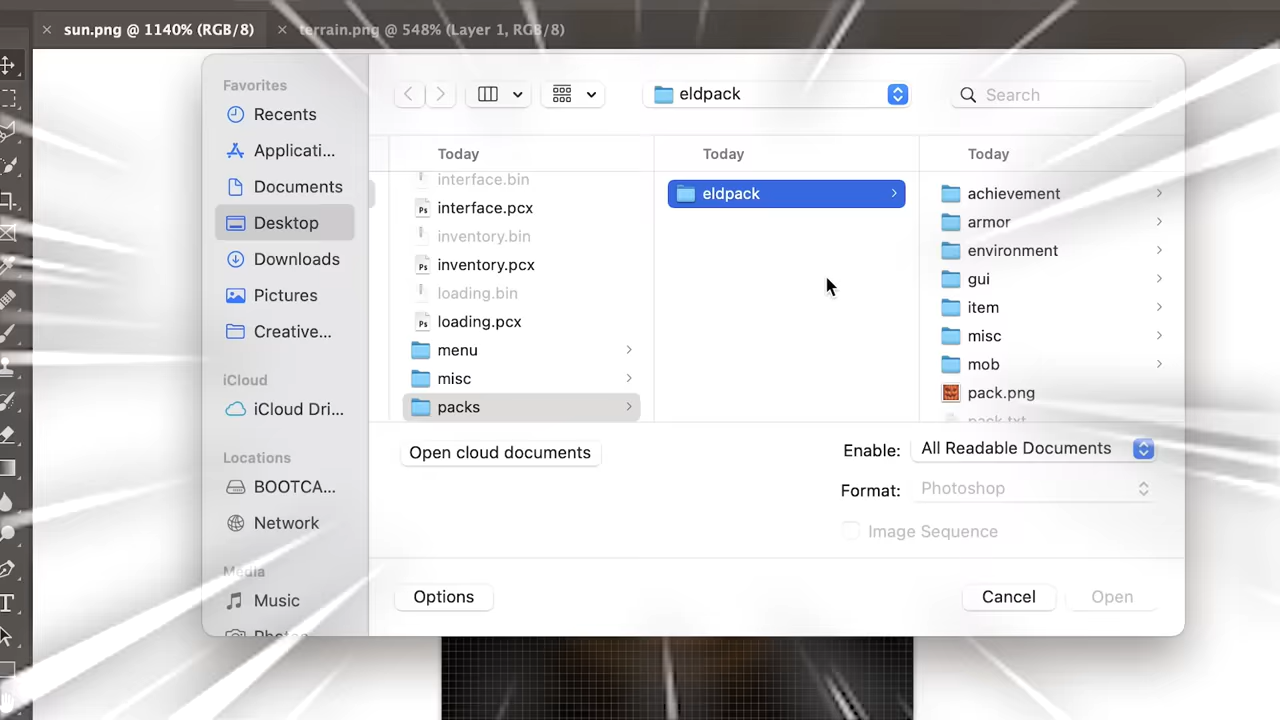 sun.png @ 1140% (RGB/8)
terrain.png @ 548% (Layer 1, RGB/8)
Favorites
Recents
Applicati...
Documents
Desktop
Downloads
Pictures
Creative...
iCloud
iCloud Dri...
Locations
BOOTCA...
Network
Media
Music
Photos
eldpack
Search
Today
interface.bin
interface.pcx
inventory.bin
inventory.pcx
loading.bin
loading.pcx
menu
misc
packs
Today
eldpack
Today
achievement
armor
environment
gui
item
misc
mob
pack.png
pack.txt
Open cloud documents
Enable: All Readable Documents
Format: Photoshop
Image Sequence
Options
Cancel
Open